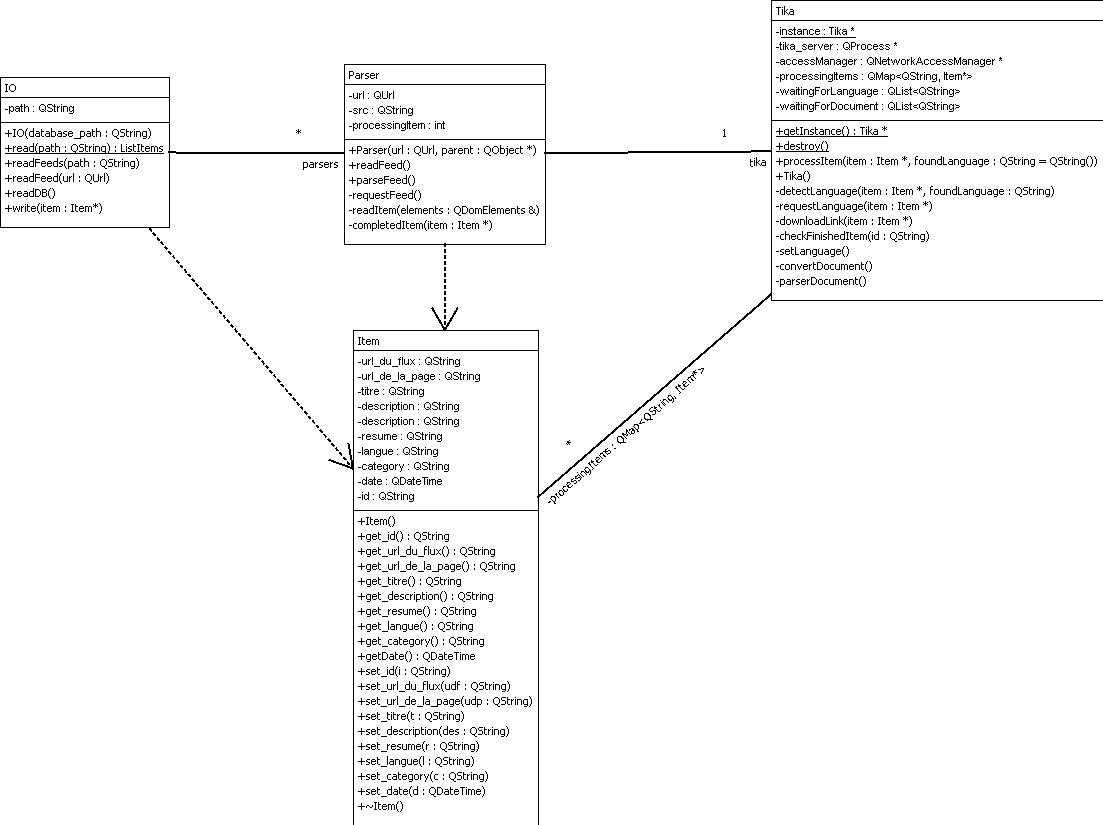 IO
-path : QString
+IO(database_path : QString)
+read(path : QString) : ListItems
+readFeeds(path : QString)
+readFeed(url : QUrl)
+readDB()
+write(item : Item*)
*
parsers
Parser
-url : QUrl
-src : QString
-processingItem : int
+Parser(url : QUrl, parent : QObject *)
+readFeed()
+parseFeed()
-requestFeed()
-readItem(elements : QDomElements &)
-completedItem(item : Item *)
1
tika
Tika
-instance : Tika *
-tika_server : QProcess *
-accessManager : QNetworkAccessManager *
-processingItems : QMap<QString, Item*>
-waitingForLanguage : QList<QString>
-waitingForDocument : QList<QString>
+getInstance() : Tika *
+destroy()
+processItem(item : Item *, foundLanguage : QString = QString())
+Tika()
-detectLanguage(item : Item *, foundLanguage : QString)
-requestLanguage(item : Item *)
-downloadLink(item : Item *)
-checkFinishedItem(id : QString)
-setLanguage()
-convertDocument()
-parserDocument()
*
-processingItems : QMap<QString, Item*>
Item
-url_du_flux : QString
-url_de_la_page : QString
-titre : QString
-description : QString
-description : QString
-resume : QString
-langue : QString
-category : QString
-date : QDateTime
-id : QString
+Item()
+get_id() : QString
+get_url_du_flux() : QString
+get_url_de_la_page() : QString
+get_titre() : QString
+get_description() : QString
+get_resume() : QString
+get_langue() : QString
+get_category() : QString
+getDate() : QDateTime
+set_id(i : QString)
+set_url_du_flux(udf : QString)
+set_url_de_la_page(udp : QString)
+set_titre(t : QString)
+set_description(des : QString)
+set_resume(r : QString)
+set_langue(l : QString)
+set_category(c : QString)
+set_date(d : QDateTime)
+~Item()